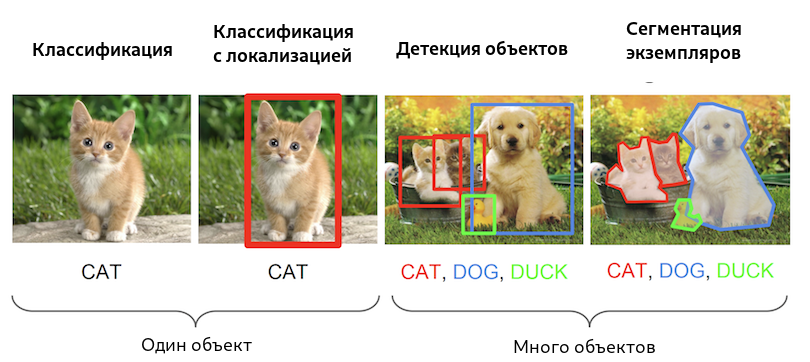 Классификация
Классификация
с локализацией
Детекция объектов
Сегментация
экземпляров
CAT
CAT
CAT, DOG, DUCK
CAT, DOG, DUCK
Один объект
Много объектов